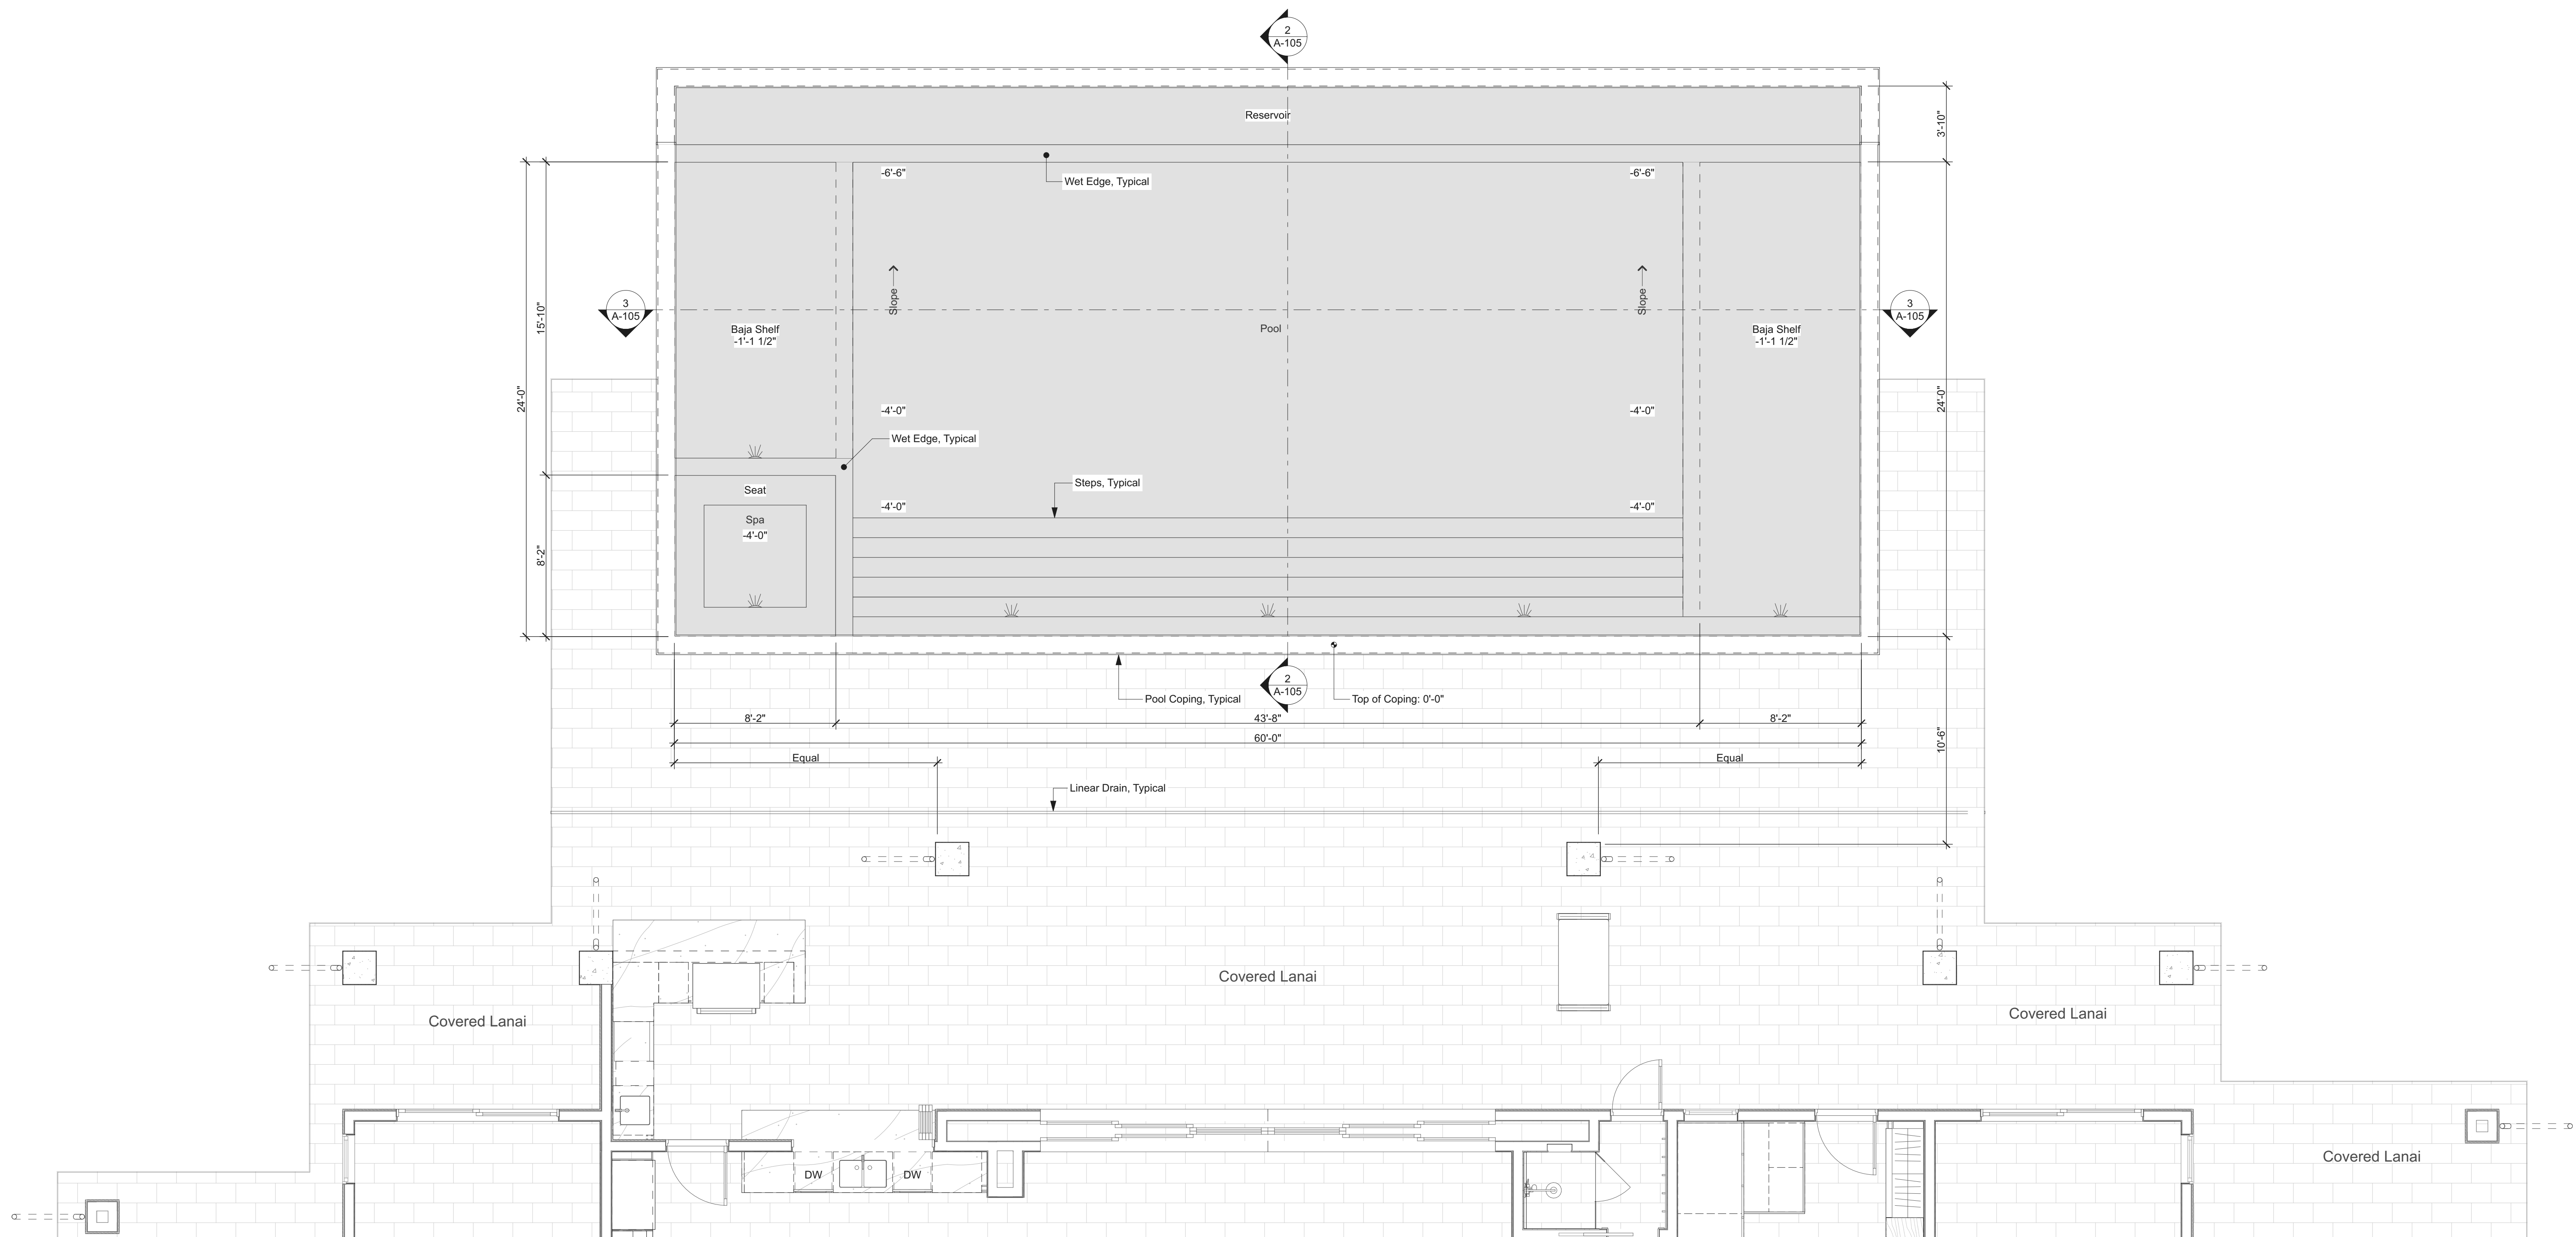 2
A-105
Reservoir
3'-10"
-6'-6"
-6'-6"
Wet Edge, Typical
Slope
Slope
3
A-105
3
A-105
15'-10"
Baja Shelf
-1'-1 1/2"
Pool
Baja Shelf
-1'-1 1/2"
24'-0"
24'-0"
-4'-0"
-4'-0"
Wet Edge, Typical
Seat
Steps, Typical
-4'-0"
-4'-0"
Spa
-4'-0"
8'-2"
2
A-105
Pool Coping, Typical
Top of Coping: 0'-0"
8'-2"
43'-8"
8'-2"
60'-0"
10'-6"
Equal
Equal
Linear Drain, Typical
Covered Lanai
Covered Lanai
Covered Lanai
Covered Lanai
DW
DW